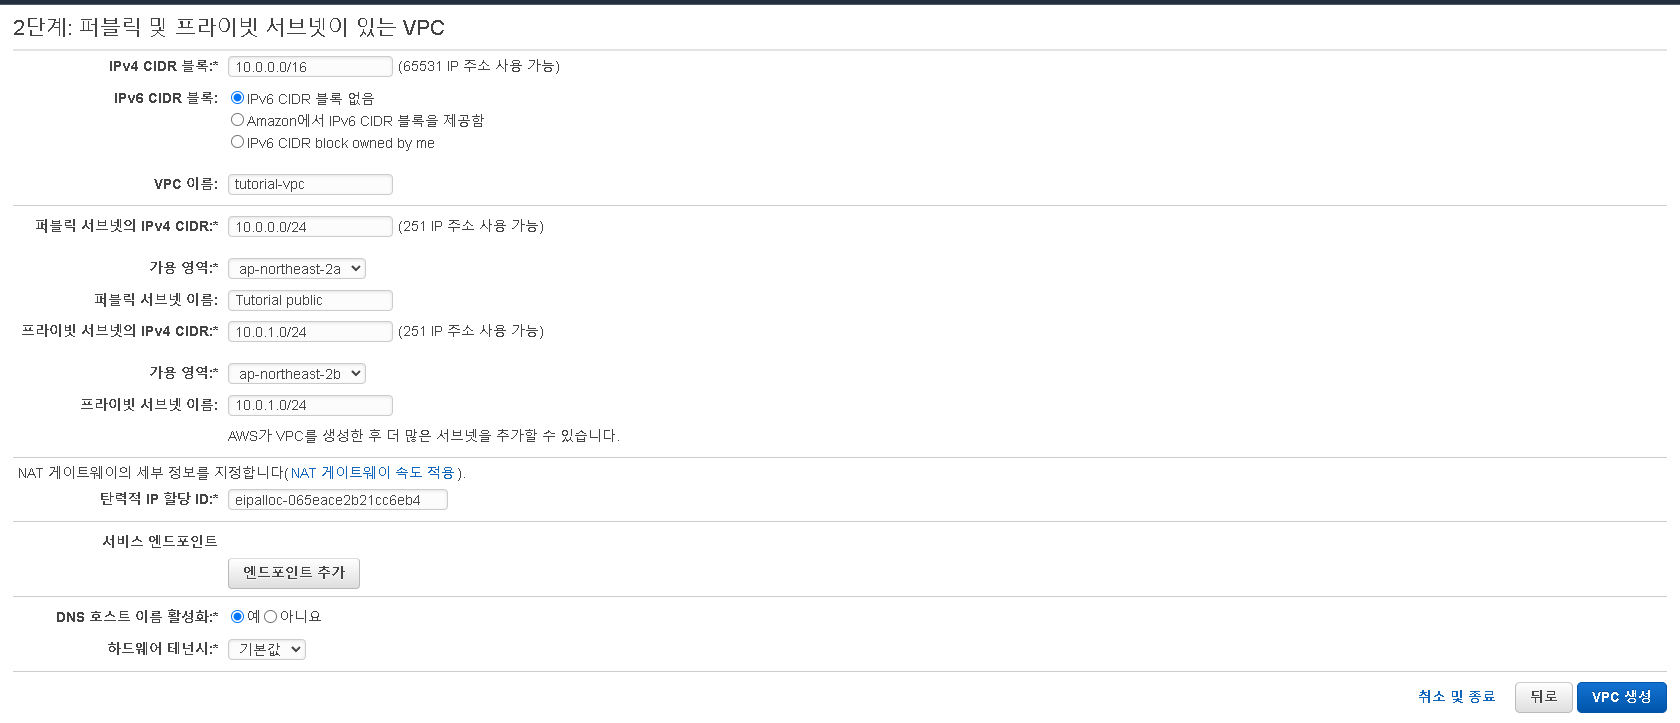 2단계: 퍼블릭 및 프라이빗 서브넷이 있는 VPC
IPv4 CIDR 블록:* 10.0.0.0/16 (65531 IP 주소 사용 가능)
IPv6 CIDR 블록: IPv6 CIDR 블록 없음
Amazon에서 IPv6 CIDR 블록을 제공함
IPv6 CIDR block owned by me
VPC 이름: tutorial-vpc
퍼블릭 서브넷의 IPv4 CIDR:* 10.0.0.0/24 (251 IP 주소 사용 가능)
가용 영역:* ap-northeast-2a
퍼블릭 서브넷 이름: Tutorial public
프라이빗 서브넷의 IPv4 CIDR:* 10.0.1.0/24 (251 IP 주소 사용 가능)
가용 영역:* ap-northeast-2b
프라이빗 서브넷 이름: 10.0.1.0/24
AWS가 VPC를 생성한 후 더 많은 서브넷을 추가할 수 있습니다.
NAT 게이트웨이의 세부 정보를 지정합니다(NAT 게이트웨이 속도 적용).
탄력적 IP 할당 ID:* eipalloc-065eace2b21cc6eb4
서비스 엔드포인트
엔드포인트 추가
DNS 호스트 이름 활성화:* 예 아니요
하드웨어 테넌시:* 기본값
취소 및 종료 뒤로 VPC 생성